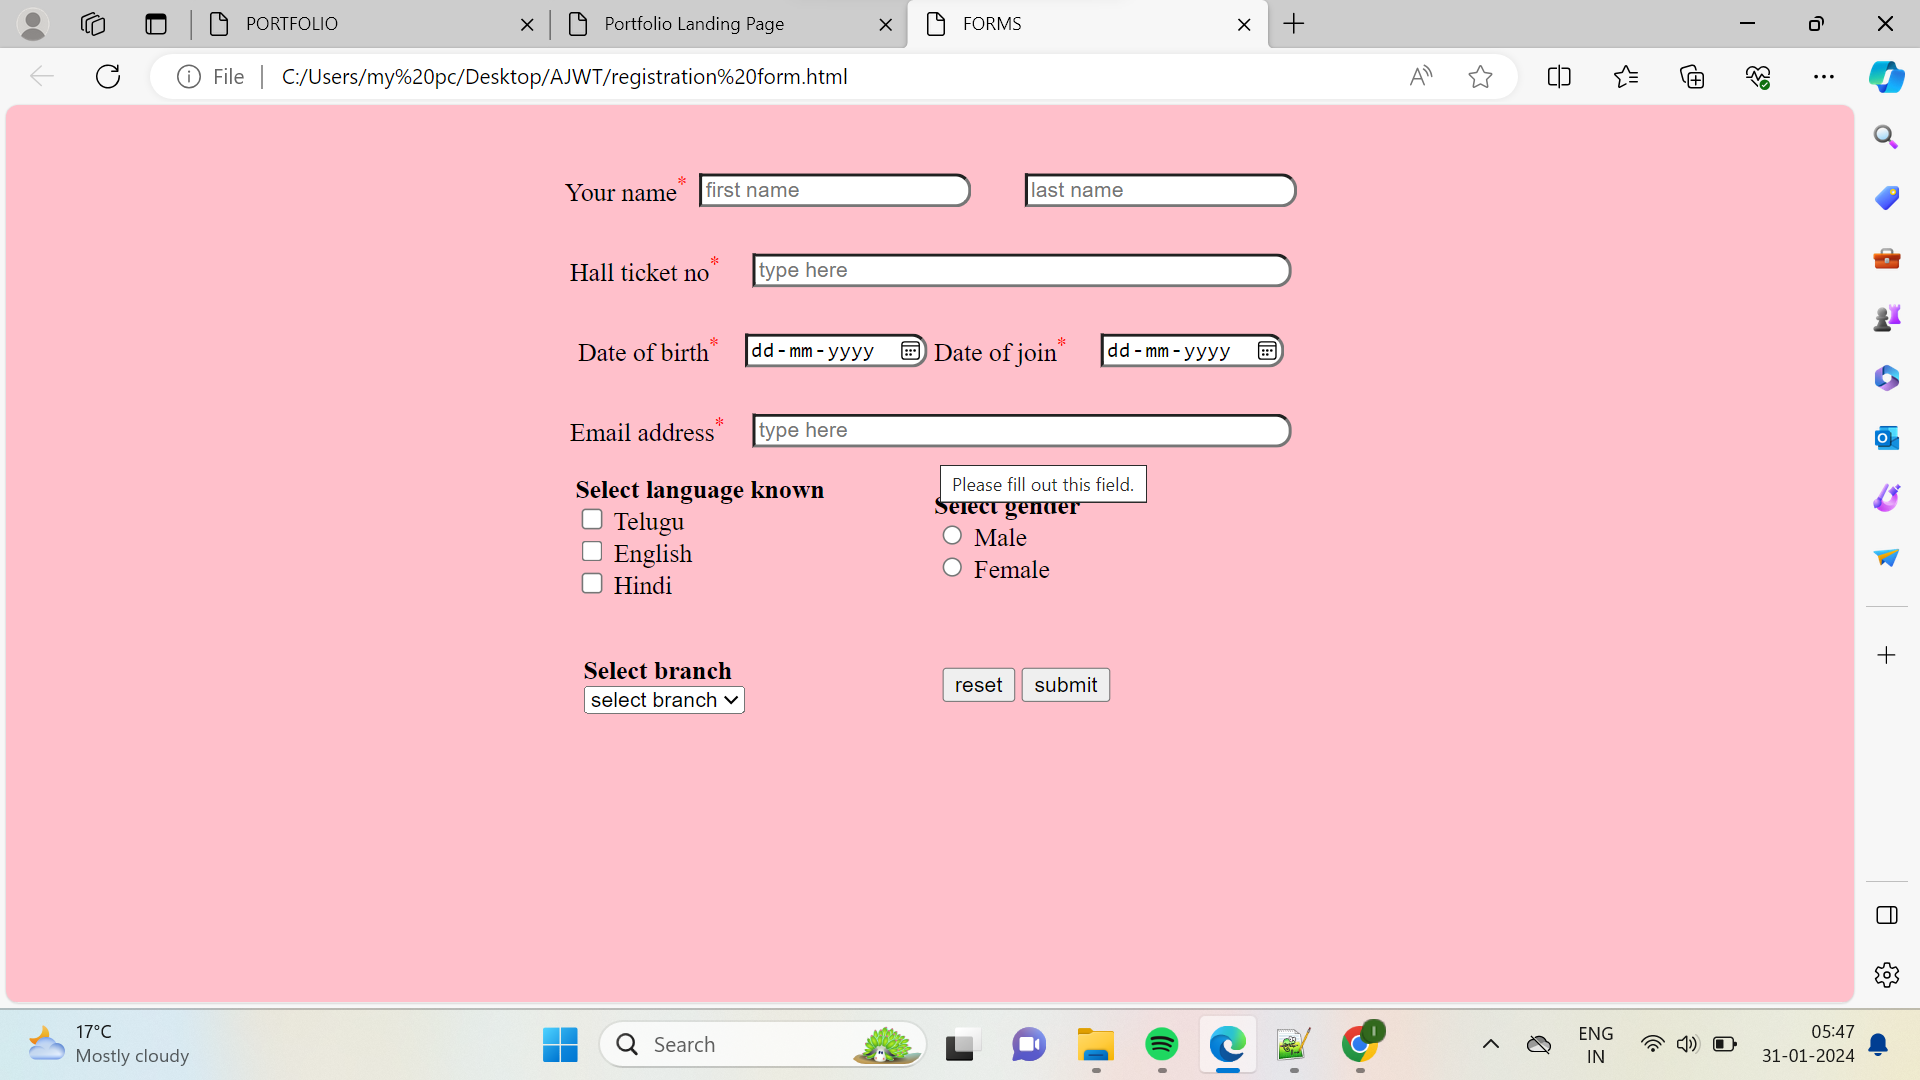 PORTFOLIO
Portfolio Landing Page
FORMS
File
C:/Users/my%20pc/Desktop/AJWT/registration%20form.html
Your name* first name last name
Hall ticket no* type here
Date of birth* dd-mm-yyyy Date of join* dd-mm-yyyy
Email address* type here
Please fill out this field.
Select language known
Telugu
English
Hindi
Select gender
Male
Female
Select branch
select branch
reset submit
17°C
Mostly cloudy
Search
I
ENG
IN
05:47
31-01-2024